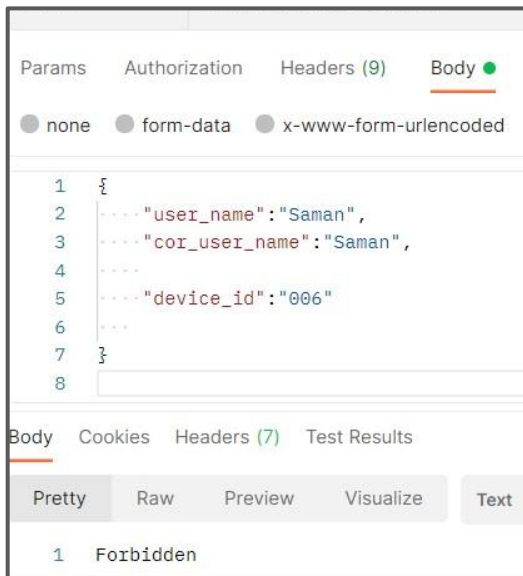 Params Authorization Headers (9) Body
none form-data x-www-form-urlencoded
1 {
2 "user_name":"Saman",
3 "cor_user_name":"Saman",
4
5 "device_id":"006"
6
7 }
8
Body Cookies Headers (7) Test Results
Pretty Raw Preview Visualize Text
1 Forbidden